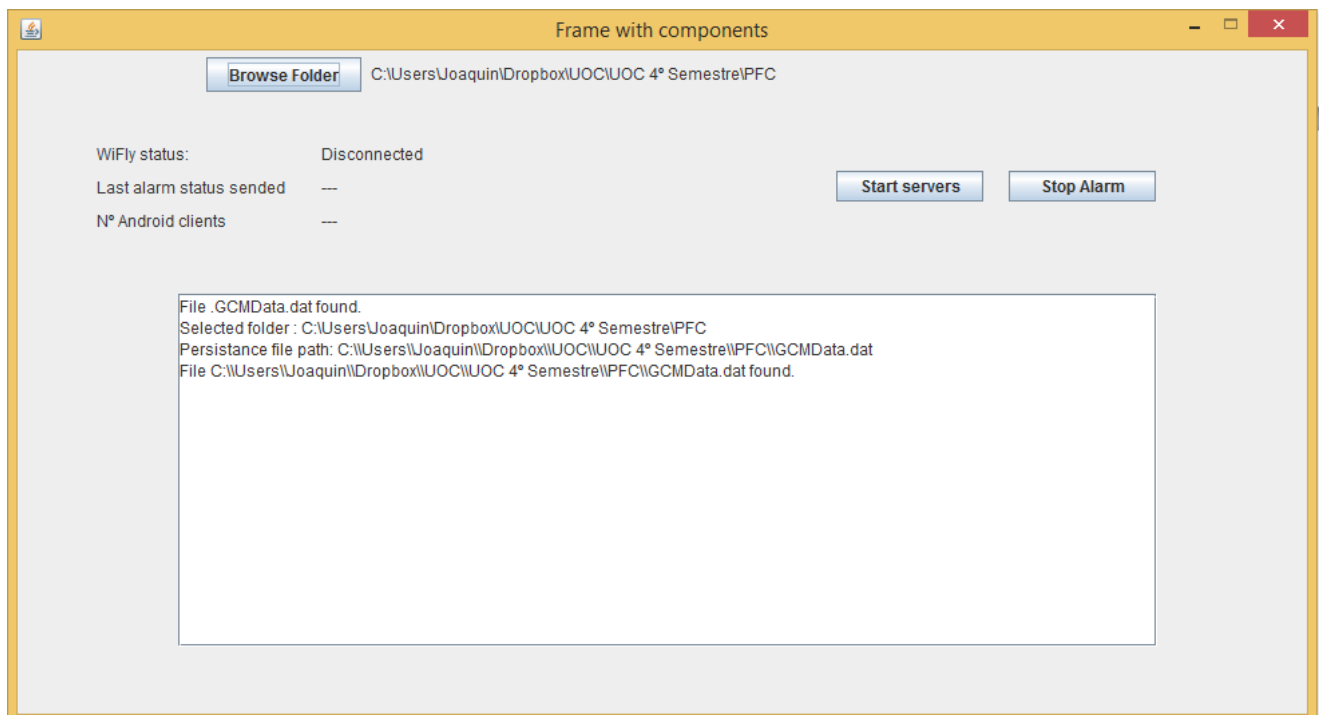 Frame with components
Browse Folder C:\Users\Joaquin\Dropbox\UOC\UOC 4º Semestre\PFC
WiFly status: Disconnected
Last alarm status sended ---
Start servers Stop Alarm
Nº Android clients ---
File .GCMData.dat found.
Selected folder : C:\Users\Joaquin\Dropbox\UOC\UOC 4º Semestre\PFC
Persistance file path: C:\\Users\\Joaquin\\Dropbox\\UOC\\UOC 4º Semestre\\PFC\\GCMData.dat
File C:\\Users\\Joaquin\\Dropbox\\UOC\\UOC 4º Semestre\\PFC\\GCMData.dat found.